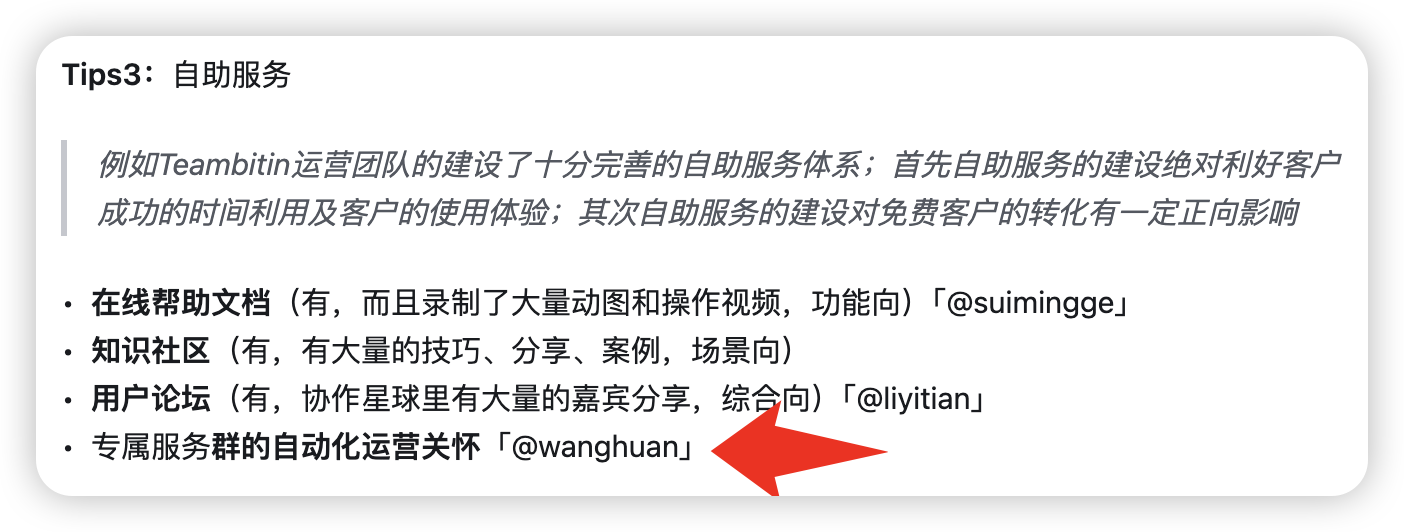 Tips3：自助服务
例如Teambitin运营团队的建设了十分完善的自助服务体系；首先自助服务的建设绝对利好客户
成功的时间利用及客户的使用体验；其次自助服务的建设对免费客户的转化有一定正向影响
• 在线帮助文档（有，而且录制了大量动图和操作视频，功能向）「@suimingge」
• 知识社区（有，有大量的技巧、分享、案例，场景向）
• 用户论坛（有，协作星球里有大量的嘉宾分享，综合向）「@liyitian」
• 专属服务群的自动化运营关怀「@wanghuan」